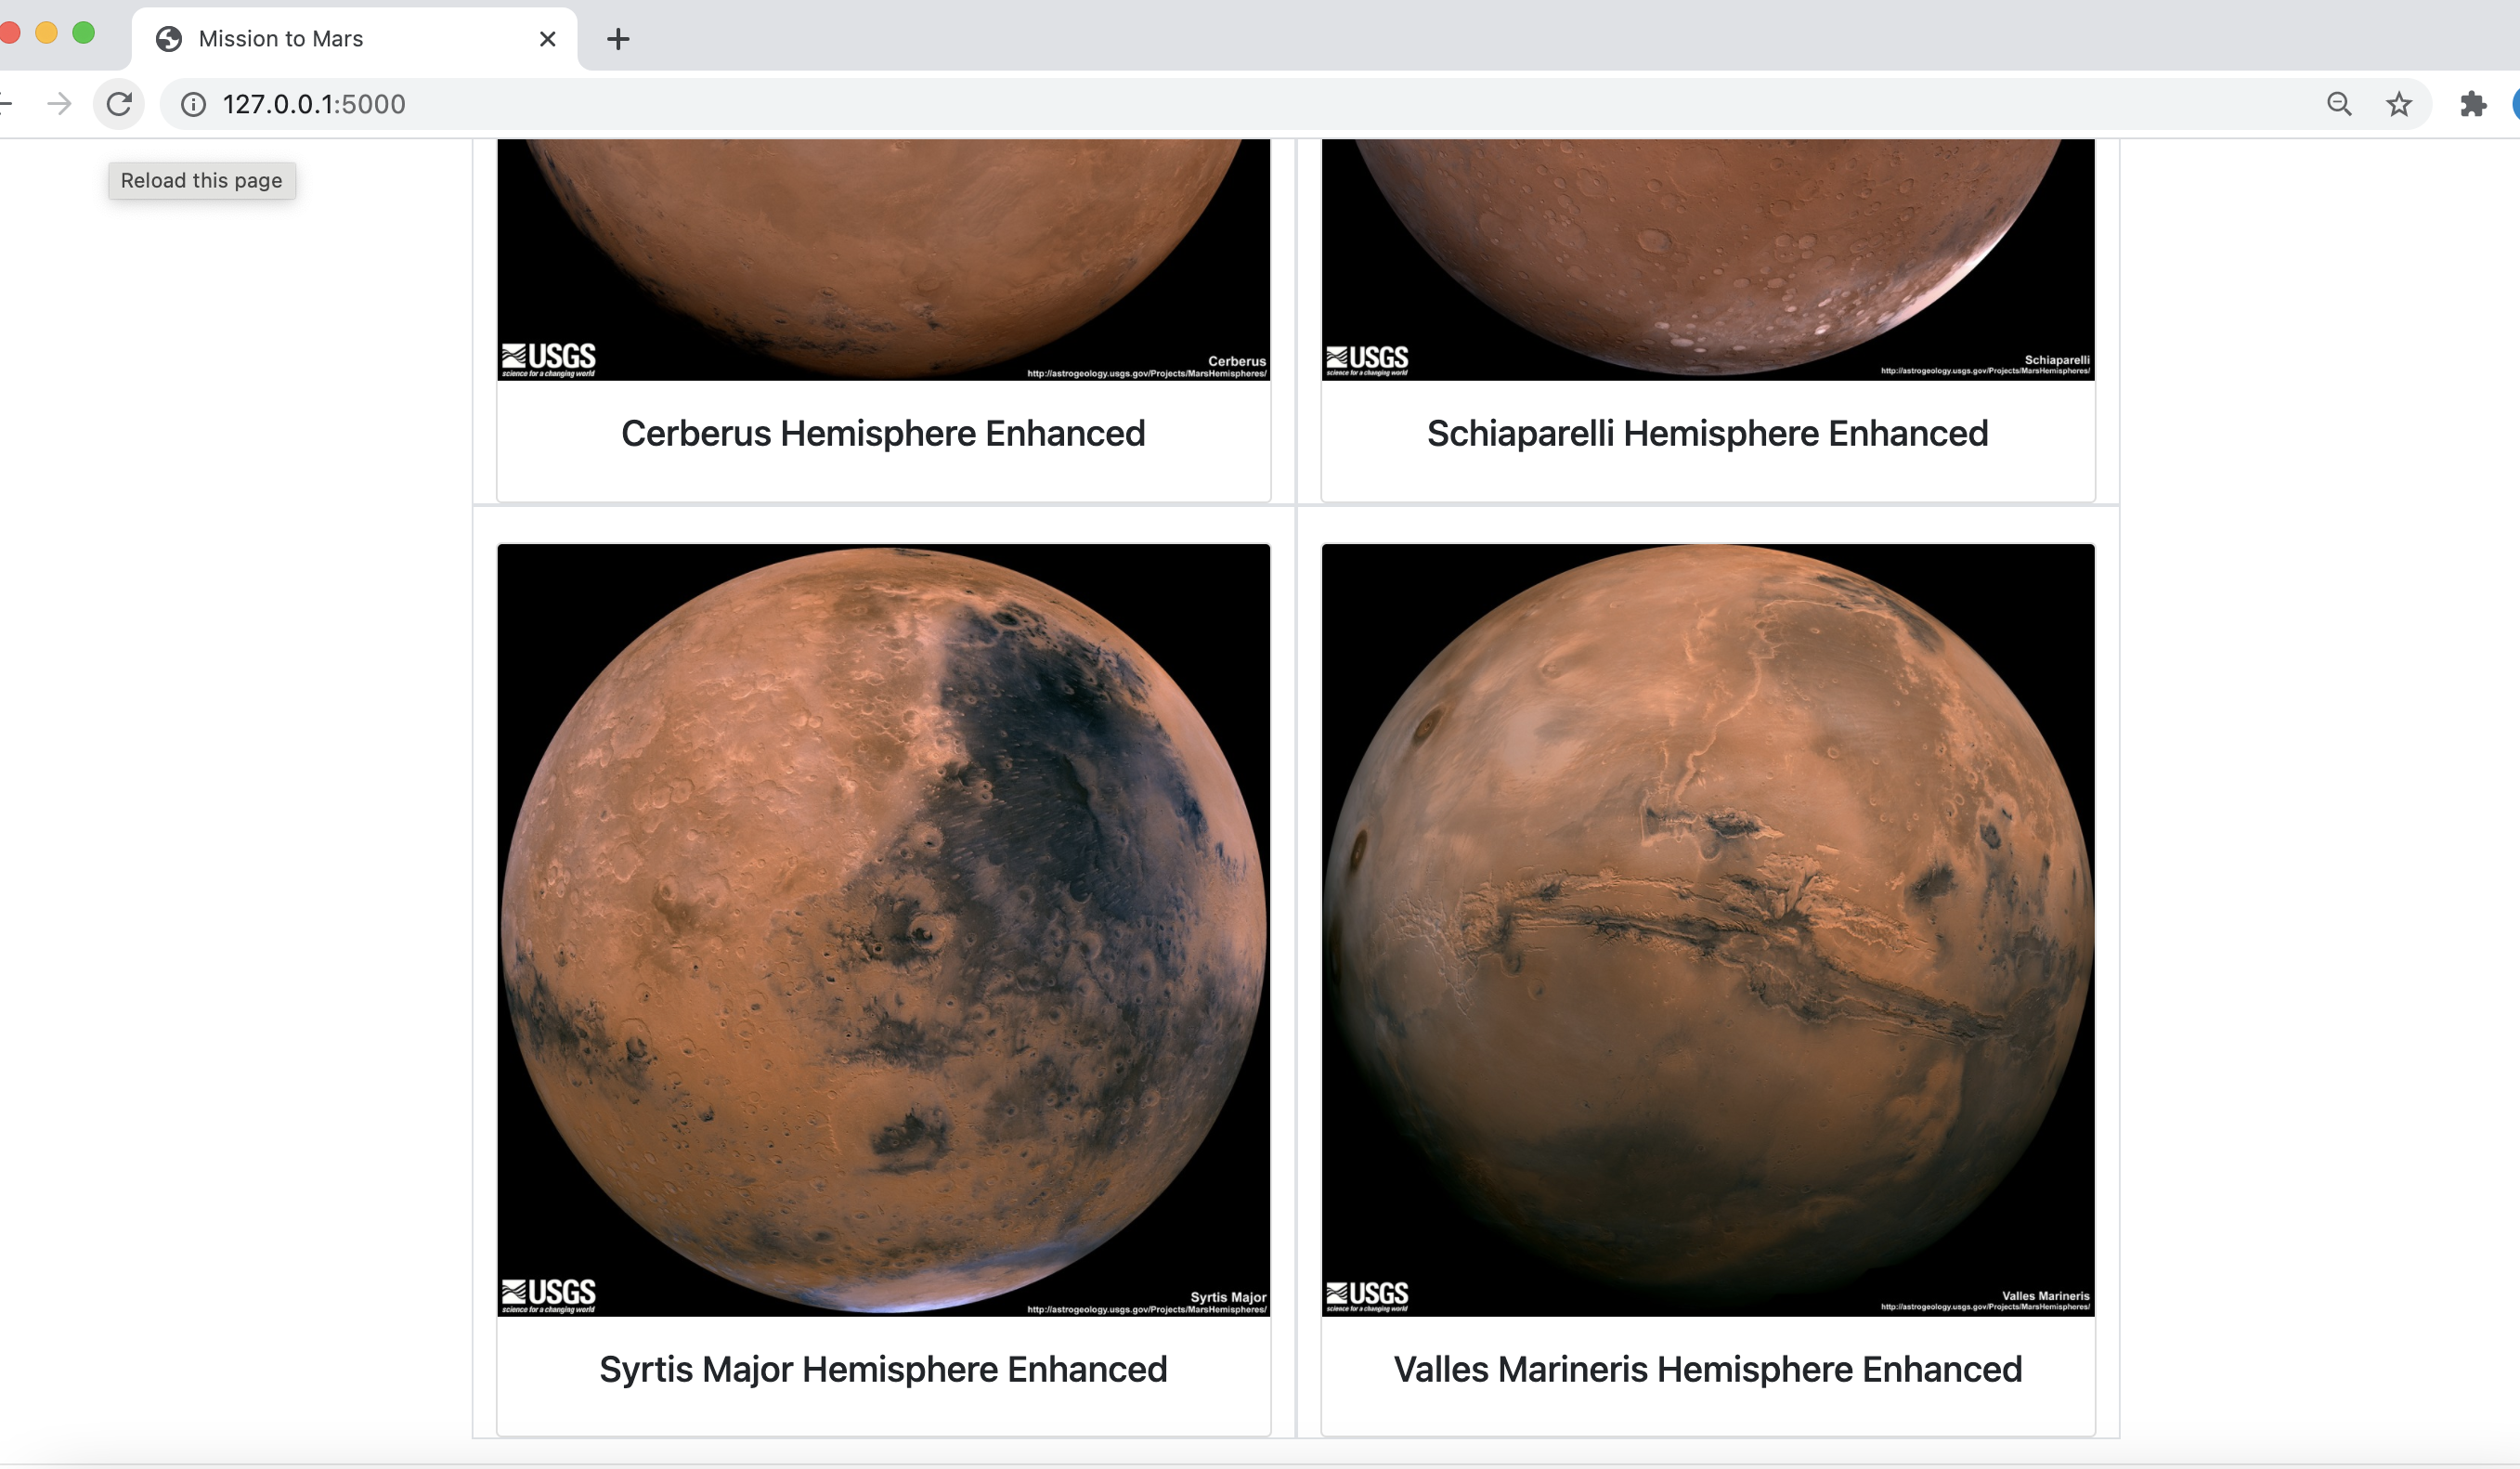 Mission to Mars
127.0.0.1:5000
Reload this page
USGS
science for a changing world
Cerberus
http://astrogeology.usgs.gov/Projects/MarsHemispheres/
USGS
science for a changing world
Schiaparelli
http://astrogeology.usgs.gov/Projects/MarsHemispheres/
Cerberus Hemisphere Enhanced
Schiaparelli Hemisphere Enhanced
USGS
science for a changing world
Syrtis Major
http://astrogeology.usgs.gov/Projects/MarsHemispheres/
USGS
science for a changing world
Valles Marineris
http://astrogeology.usgs.gov/Projects/MarsHemispheres/
Syrtis Major Hemisphere Enhanced
Valles Marineris Hemisphere Enhanced